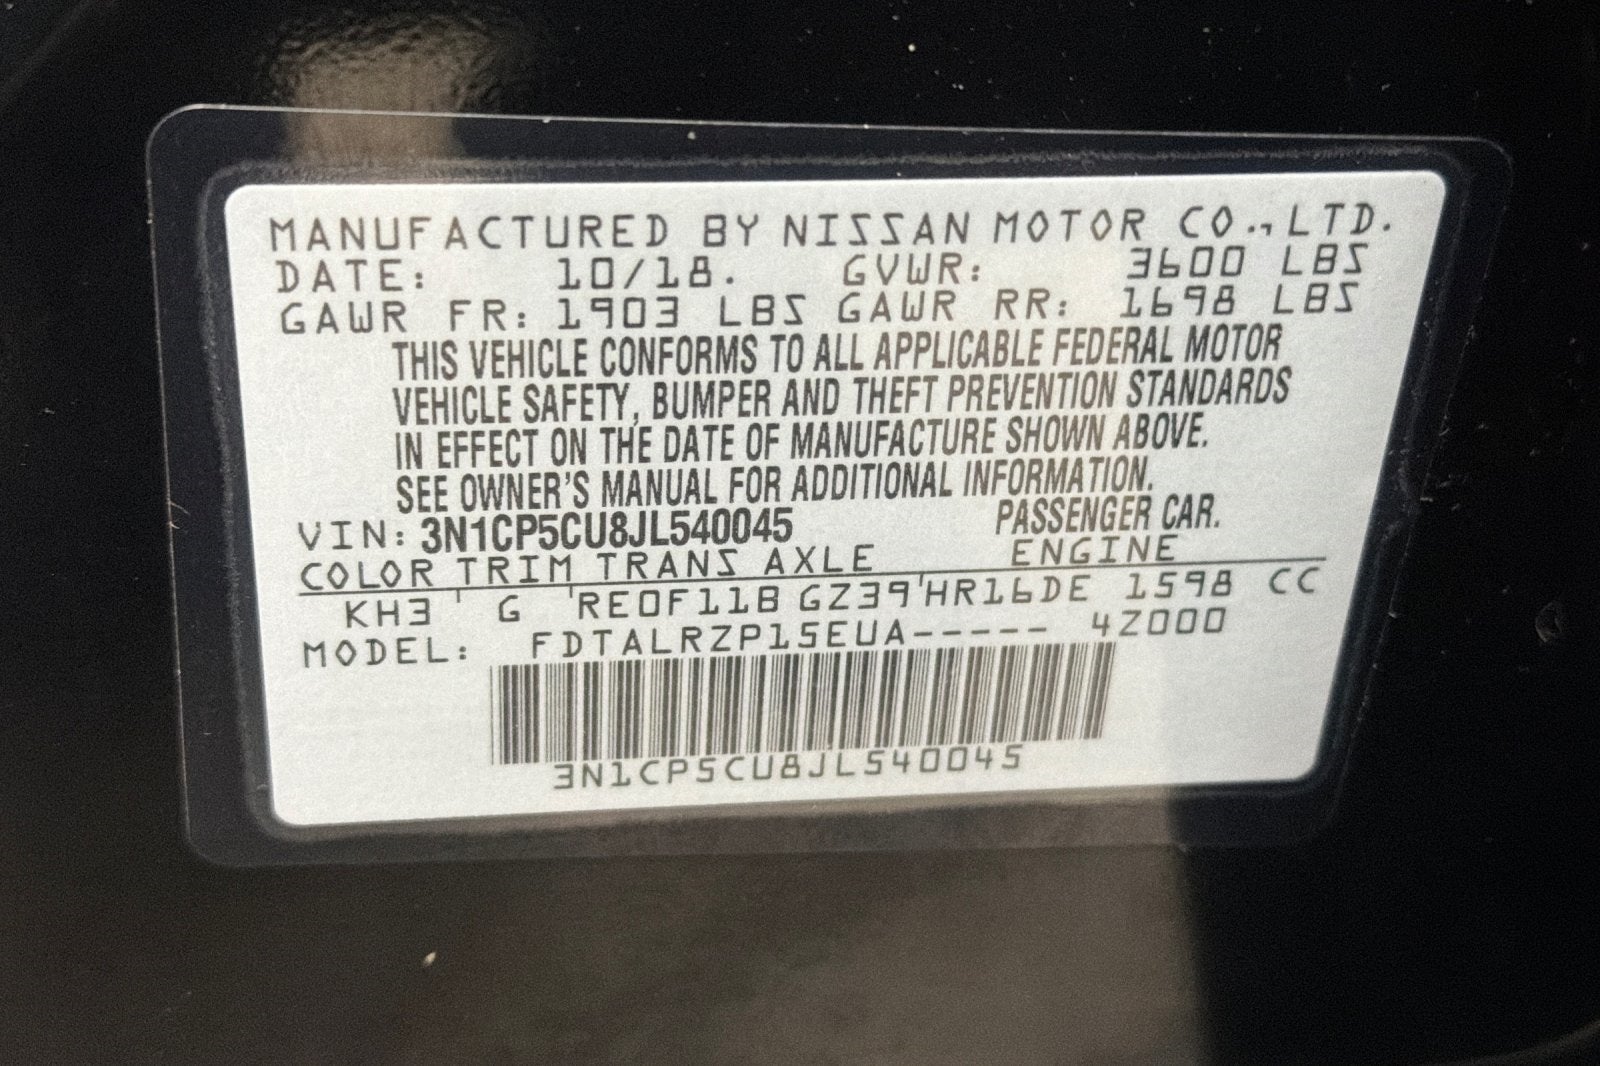 MANUFACTURED BY NISSAN MOTOR CO., LTD.
DATE: 10/18. GVWR: 3600 LBS
GAWR FR: 1903 LBS GAWR RR: 1698 LBS
THIS VEHICLE CONFORMS TO ALL APPLICABLE FEDERAL MOTOR
VEHICLE SAFETY, BUMPER AND THEFT PREVENTION STANDARDS
IN EFFECT ON THE DATE OF MANUFACTURE SHOWN ABOVE.
SEE OWNER'S MANUAL FOR ADDITIONAL INFORMATION.
VIN: 3N1CP5CU8JL540045 PASSENGER CAR.
COLOR TRIM TRANS AXLE ENGINE
KH3 ' G 'RE0F11B GZ39'HR16DE 1598 CC
MODEL: FDTALRZP15EUA----- 4Z000
3N1CP5CU8JL540045